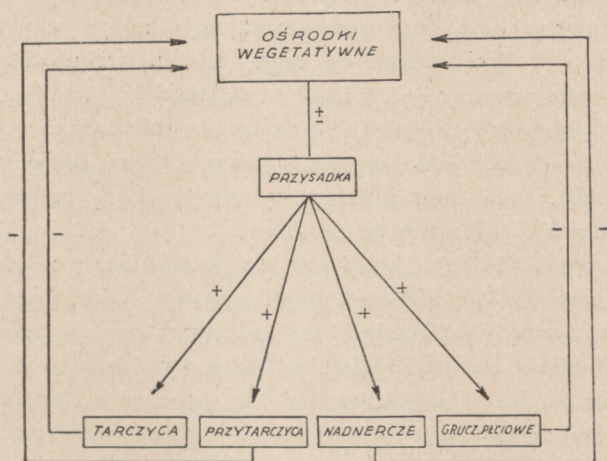 OŚRODKI
WEGETATYWNE
±
PRZYSADKA
- - - -
+ + + +
TARCZYCA PRZYTARCZYCA NADNERCZE GRUCZ.PŁCIOWE